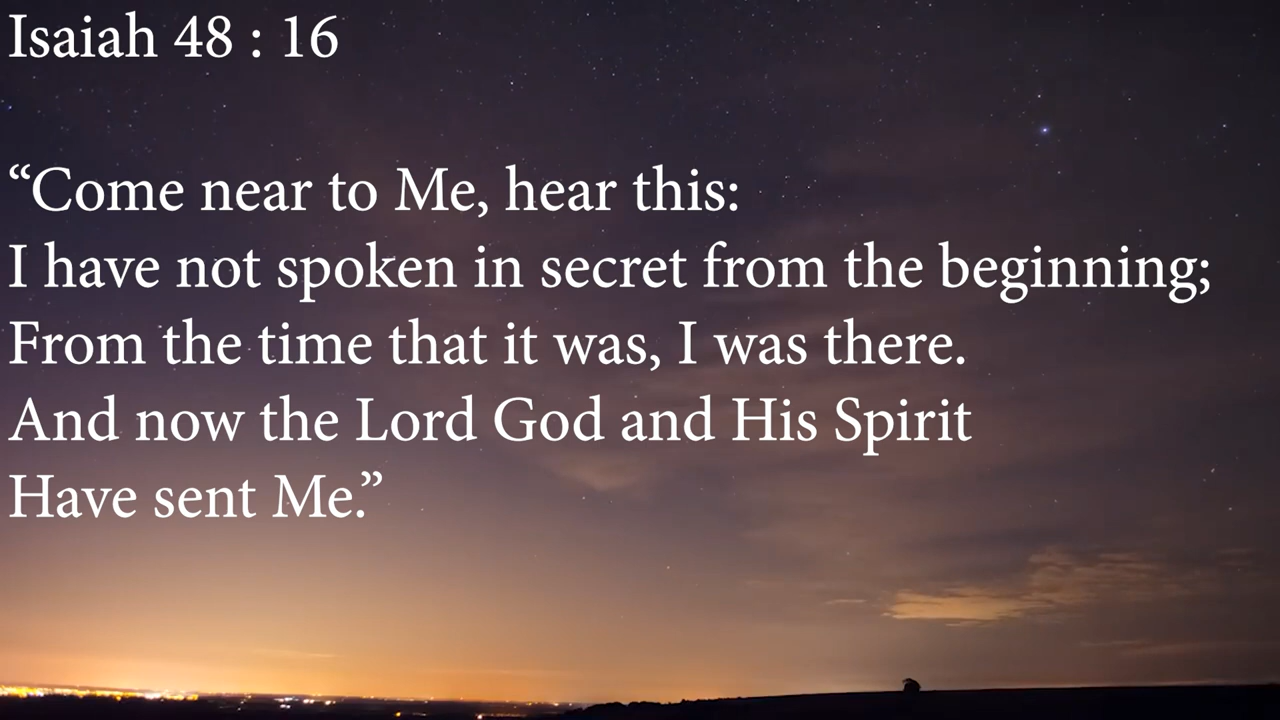 Isaiah 48 : 16
“Come near to Me, hear this:
I have not spoken in secret from the beginning;
From the time that it was, I was there.
And now the Lord God and His Spirit
Have sent Me.”